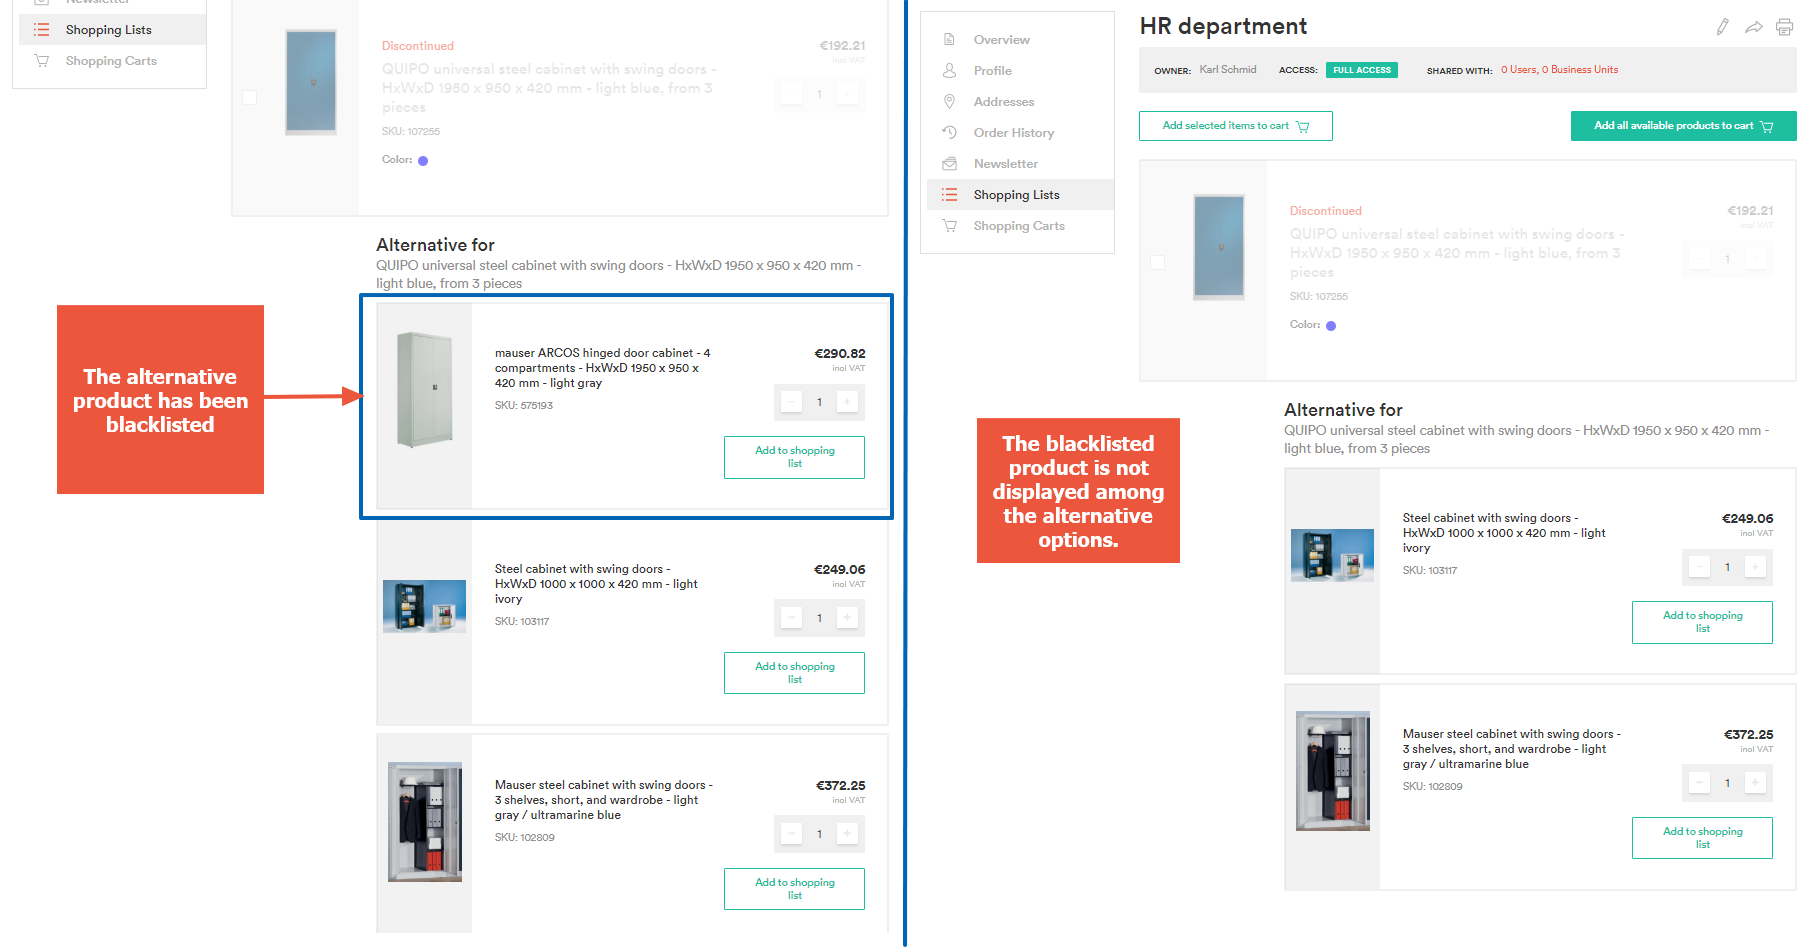 Newsletter
Shopping Lists
Shopping Carts
Discontinued
€192.21
incl VAT
QUIPO universal steel cabinet with swing doors -
HxWxD 1950 x 950 x 420 mm - light blue, from 3
pieces
1
SKU: 107255
Color:
Alternative for
QUIPO universal steel cabinet with swing doors - HxWxD 1950 x 950 x 420 mm -
light blue, from 3 pieces
The alternative
product has been
blacklisted
mauser ARCOS hinged door cabinet - 4
compartments - HxWxD 1950 x 950 x
420 mm - light gray
SKU: 575193
€290.82
incl VAT
- 1 +
Add to shopping
list
Steel cabinet with swing doors -
HxWxD 1000 x 1000 x 420 mm - light
ivory
SKU: 103117
€249.06
incl VAT
- 1 +
Add to shopping
list
Mauser steel cabinet with swing doors -
3 shelves, short, and wardrobe - light
gray / ultramarine blue
SKU: 102809
€372.25
incl VAT
- 1 +
Add to shopping
list
Overview
Profile
Addresses
Order History
Newsletter
Shopping Lists
Shopping Carts
HR department
OWNER: Karl Schmid ACCESS: FULL ACCESS SHARED WITH: 0 Users, 0 Business Units
Add selected items to cart
Add all available products to cart
Discontinued
€192.21
incl VAT
QUIPO universal steel cabinet with swing doors -
HxWxD 1950 x 950 x 420 mm - light blue, from 3
pieces
1
SKU: 107255
Color:
Alternative for
QUIPO universal steel cabinet with swing doors - HxWxD 1950 x 950 x 420 mm -
light blue, from 3 pieces
The blacklisted
product is not
displayed among
the alternative
options.
Steel cabinet with swing doors -
HxWxD 1000 x 1000 x 420 mm - light
ivory
SKU: 103117
€249.06
incl VAT
- 1 +
Add to shopping
list
Mauser steel cabinet with swing doors -
3 shelves, short, and wardrobe - light
gray / ultramarine blue
SKU: 102809
€372.25
incl VAT
- 1 +
Add to shopping
list